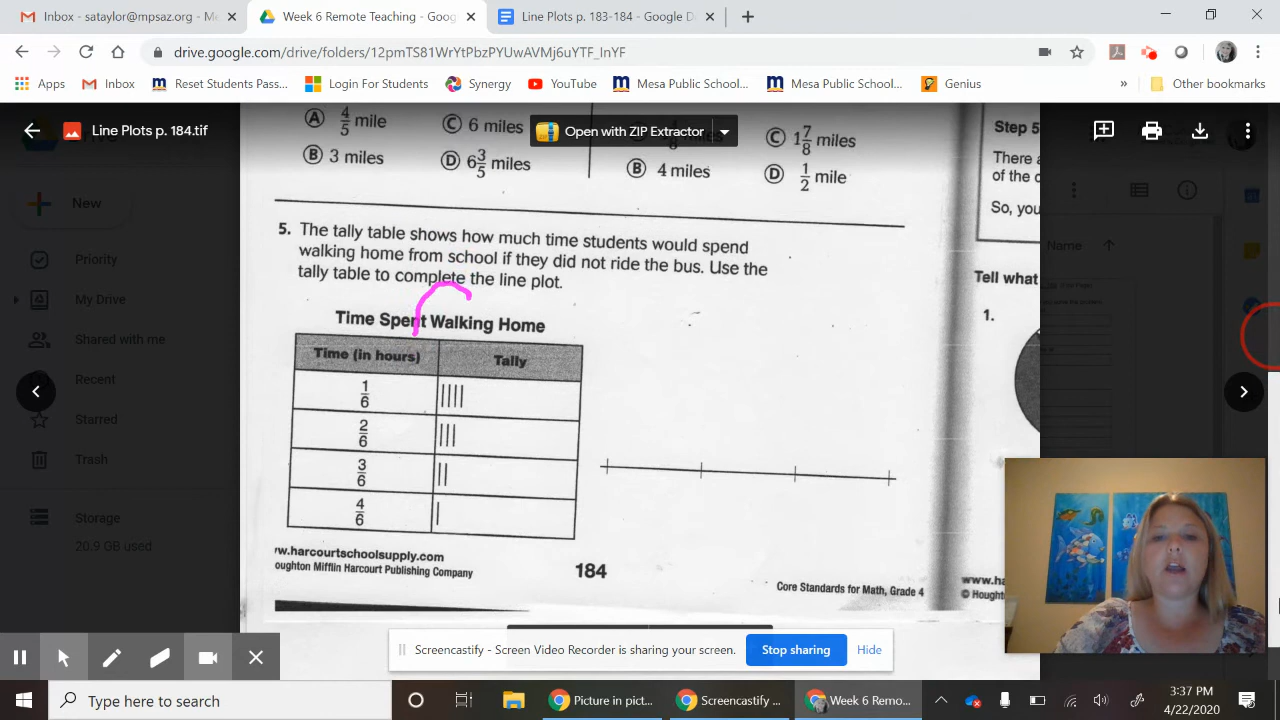 Inbox - sataylor@mpsaz.org - Me
Week 6 Remote Teaching - Goog
Line Plots p. 183-184 - Google D
drive.google.com/drive/folders/12pmTS81WrYtPbzPYUwAVMj6uYTF_lnYF
Apps
Inbox
Reset Students Pass...
Login For Students
Synergy
YouTube
Mesa Public School...
Mesa Public School...
Genius
»
Other bookmarks
Line Plots p. 184.tif
Open with ZIP Extractor
New
Priority
My Drive
Shared with me
Recent
Starred
Trash
Storage
20.9 GB used
Name
A 4/5 mile
C 6 miles
B 3 miles
D 6 3/5 miles
C 1 7/8 miles
B 4 miles
D 1/2 mile
5. The tally table shows how much time students would spend
walking home from school if they did not ride the bus. Use the
tally table to complete the line plot.
Time Spent Walking Home
Time (in hours) Tally
1/6 ||||
2/6 |||
3/6 ||
4/6 |
w.harcourtschoolsupply.com
oughton Mifflin Harcourt Publishing Company
184
Core Standards for Math, Grade 4
Step 5
There a
of the c
So, you
Tell what
1.
www.ha
© Hought
Screencastify - Screen Video Recorder is sharing your screen.
Stop sharing
Hide
Type here to search
Picture in pict...
Screencastify ...
Week 6 Remo...
3:37 PM
4/22/2020